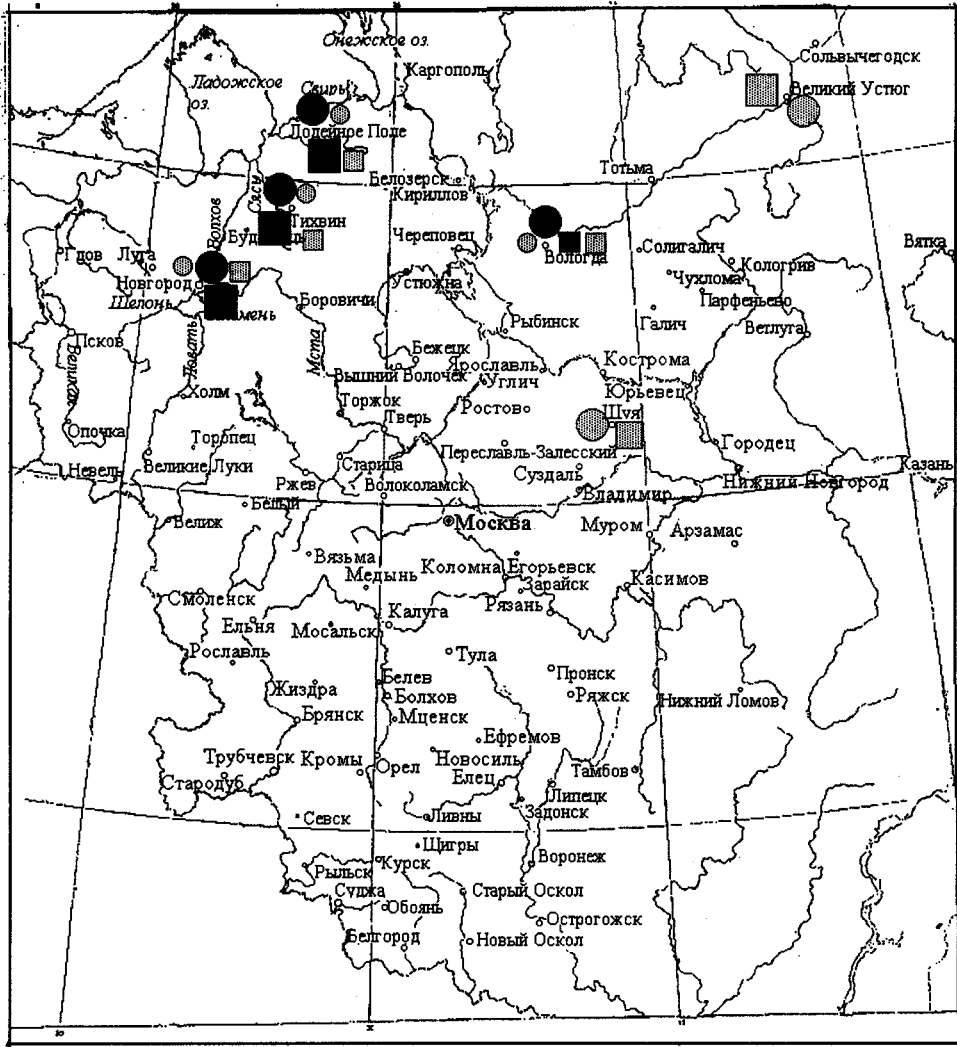 Онежское оз.
Сольвычегодск
Каргополь
Ладожское
оз.
Свирь
Великий Устюг
Лодейное Поле
Тотьма
Белозерск
Кириллов
Сясь
Тихвин
Волхов
Череповец
Вологда
Солигалич
Вятка
Гдов
Луга
Кологрив
Чухлома
Устюжна
Новгород
Парфеньево
Шелонь
Боровичи
Галич
Ветлуга
Рыбинск
Псков
Ловать
Мста
Бежецк
Кострома
Великая
Ярославль
Вышний Волочек
Углич
Юрьевец
Холм
Торжок
Ростов
Шуя
Тверь
Опочка
Торопец
Городец
Переславль-Залесский
Старица
Суздаль
Невель
Великие Луки
Казань
Ржев
Волоколамск
Нижний-Новгород
Белый
Владимир
Велиж
Москва
Муром
Арзамас
Вязьма
Коломна
Егорьевск
Медынь
Зарайск
Касимов
Смоленск
Рязань
Калуга
Ельня
Мосальск
Рославль
Тула
Пронск
Белев
Жиздра
Болхов
Ряжск
Нижний Ломов
Брянск
Мценск
Ефремов
Трубчевск
Кромы
Орел
Новосиль
Елец
Тамбов
Стародуб
Липецк
Задонск
Севск
Ливны
Щигры
Воронеж
Рыльск
Курск
Суджа
Старый Оскол
Обоянь
Острогожск
Белгород
Новый Оскол